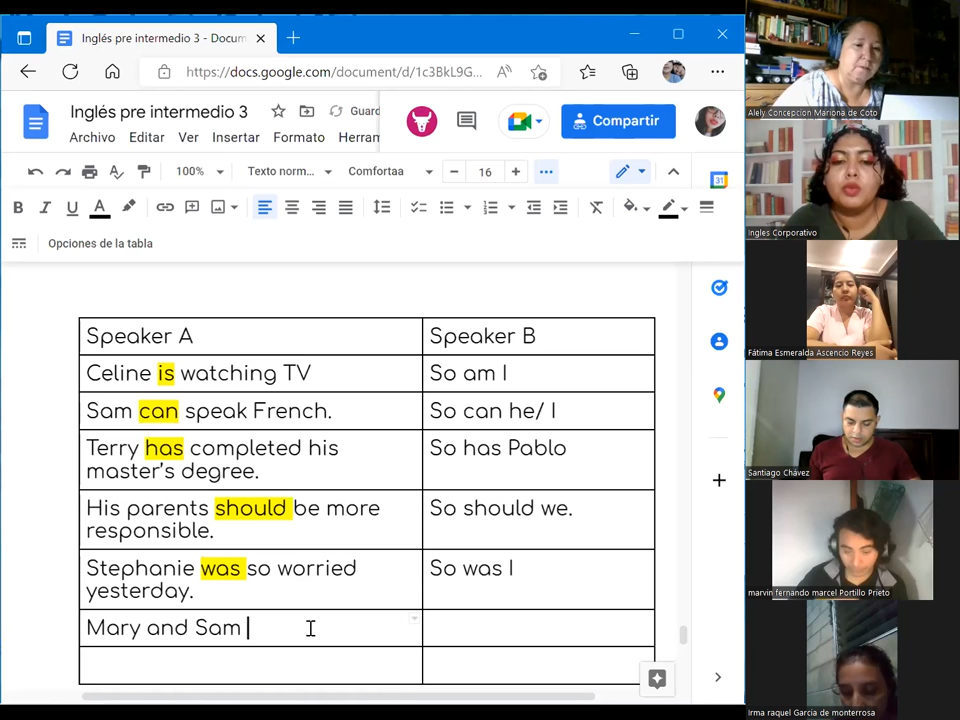 Inglés pre intermedio 3 - Docum
https://docs.google.com/document/d/1c3BkL9G...
Inglés pre intermedio 3
Guard
Archivo Editar Ver Insertar Formato Herram
Compartir
100% Texto norm... Comfortaa 16
Opciones de la tabla
Speaker A Speaker B
Celine is watching TV So am I
Sam can speak French. So can he/ I
Terry has completed his So has Pablo
master's degree.
His parents should be more So should we.
responsible.
Stephanie was so worried So was I
yesterday.
Mary and Sam
Alely Concepcion Mariona de Coto
Ingles Corporativo
Fátima Esmeralda Ascencio Reyes
Santiago Chávez
marvin fernando marcel Portillo Prieto
Irma raquel Garcia de monterrosa